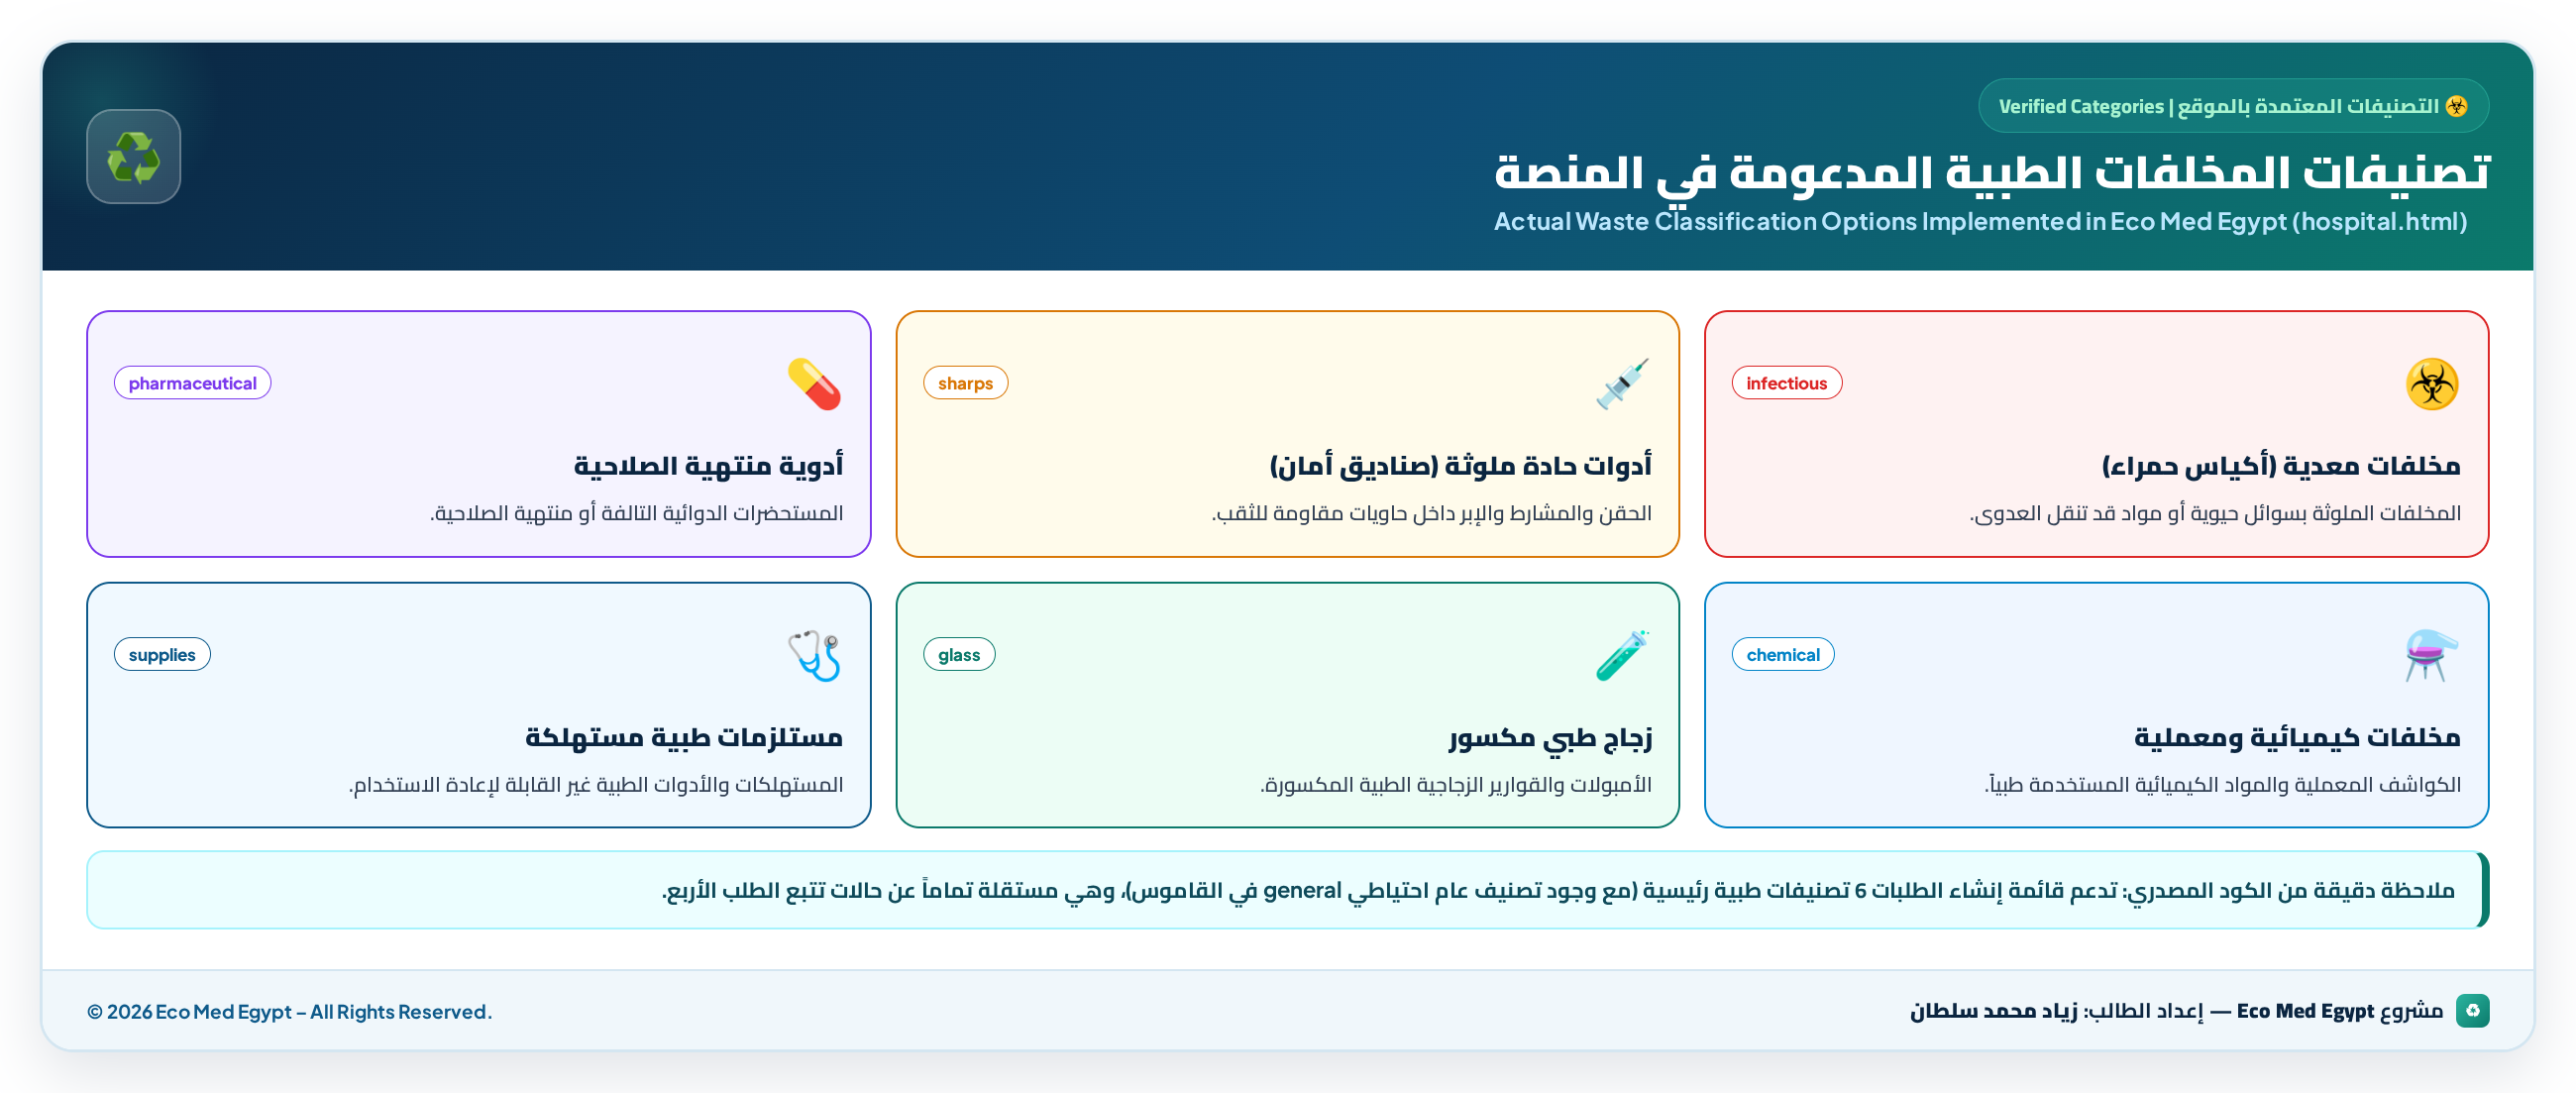 ☣️ التصنيفات المعتمدة بالموقع | Verified Categories
تصنيفات المخلفات الطبية المدعومة في المنصة
Actual Waste Classification Options Implemented in Eco Med Egypt (hospital.html)
infectious
مخلفات معدية (أكياس حمراء)
المخلفات الملوثة بسوائل حيوية أو مواد قد تنقل العدوى.
sharps
أدوات حادة ملوثة (صناديق أمان)
الحقن والمشارط والإبر داخل حاويات مقاومة للثقب.
pharmaceutical
أدوية منتهية الصلاحية
المستحضرات الدوائية التالفة أو منتهية الصلاحية.
chemical
مخلفات كيميائية ومعملية
الكواشف المعملية والمواد الكيميائية المستخدمة طبياً.
glass
زجاج طبي مكسور
الأمبولات والقوارير الزجاجية الطبية المكسورة.
supplies
مستلزمات طبية مستهلكة
المستهلكات والأدوات الطبية غير القابلة لإعادة الاستخدام.
ملاحظة دقيقة من الكود المصدري: تدعم قائمة إنشاء الطلبات 6 تصنيفات طبية رئيسية (مع وجود تصنيف عام احتياطي general في القاموس)، وهي مستقلة تماماً عن حالات تتبع الطلب الأربع.
مشروع Eco Med Egypt — إعداد الطالب: زياد محمد سلطان
© 2026 Eco Med Egypt – All Rights Reserved.